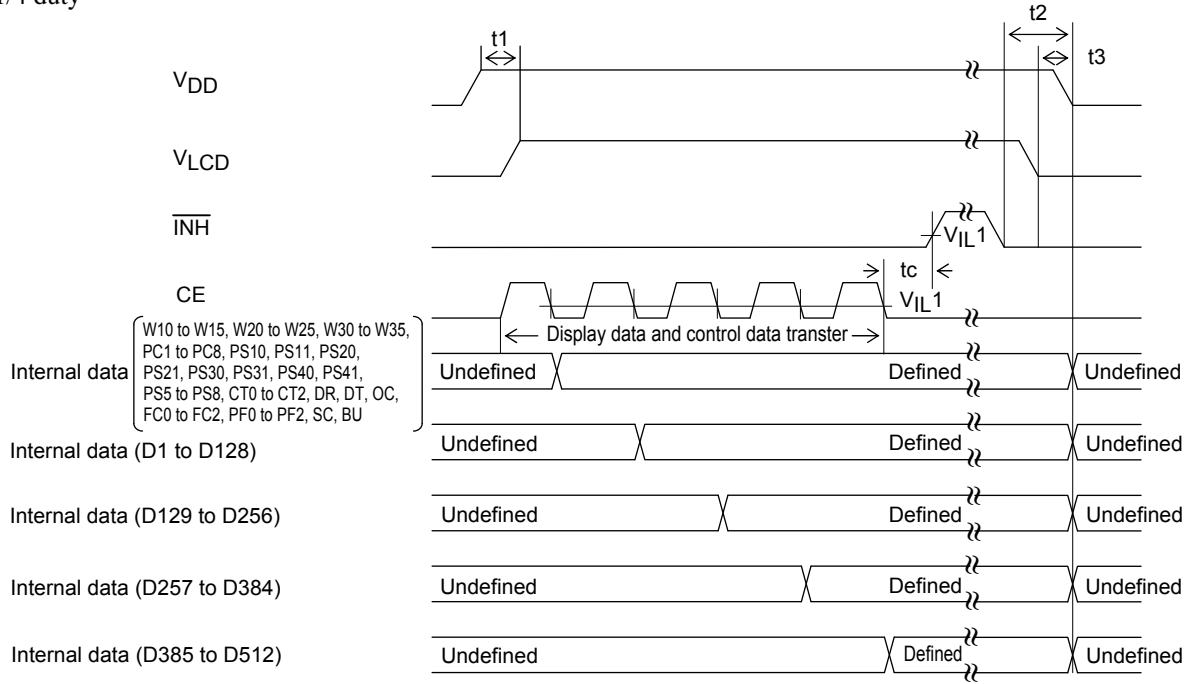 1/4 duty
t1
t2
t3
VDD
VLCD
INH
VIL1
tc
CE
VIL1
Display data and control data transter
Internal data
W10 to W15, W20 to W25, W30 to W35,
PC1 to PC8, PS10, PS11, PS20,
PS21, PS30, PS31, PS40, PS41,
PS5 to PS8, CT0 to CT2, DR, DT, OC,
FC0 to FC2, PF0 to PF2, SC, BU
Undefined
Defined
Undefined
Internal data (D1 to D128)
Undefined
Defined
Undefined
Internal data (D129 to D256)
Undefined
Defined
Undefined
Internal data (D257 to D384)
Undefined
Defined
Undefined
Internal data (D385 to D512)
Undefined
Defined
Undefined